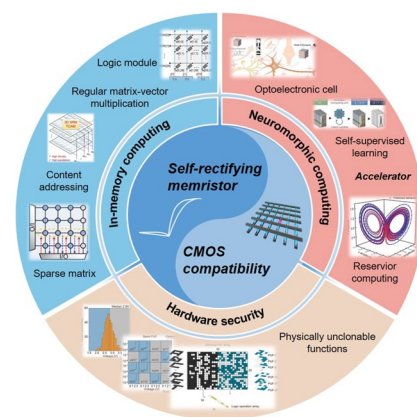 Logic module
Regular matrix-vector
multiplication
Content
addressing
Sparse matrix
In-memory computing
Optoelectronic cell
Self-supervised
learning
Accelerator
Reservior
computing
Neuromorphic computing
Self-rectifying
memristor
CMOS
compatibility
Hardware security
Physically unclonable
functions